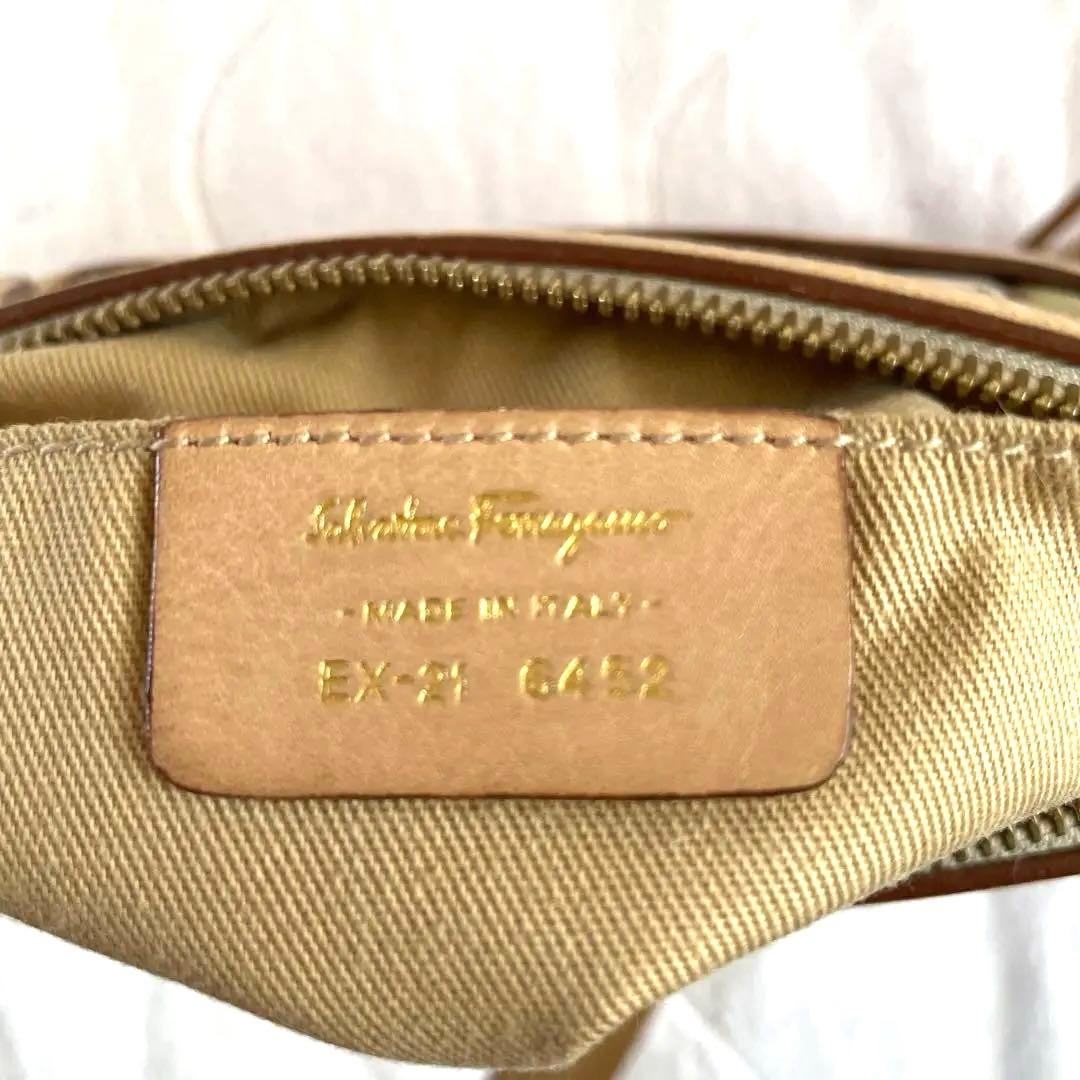 Salvatore Ferragamo
- MADE IN ITALY -
EX-21 6452